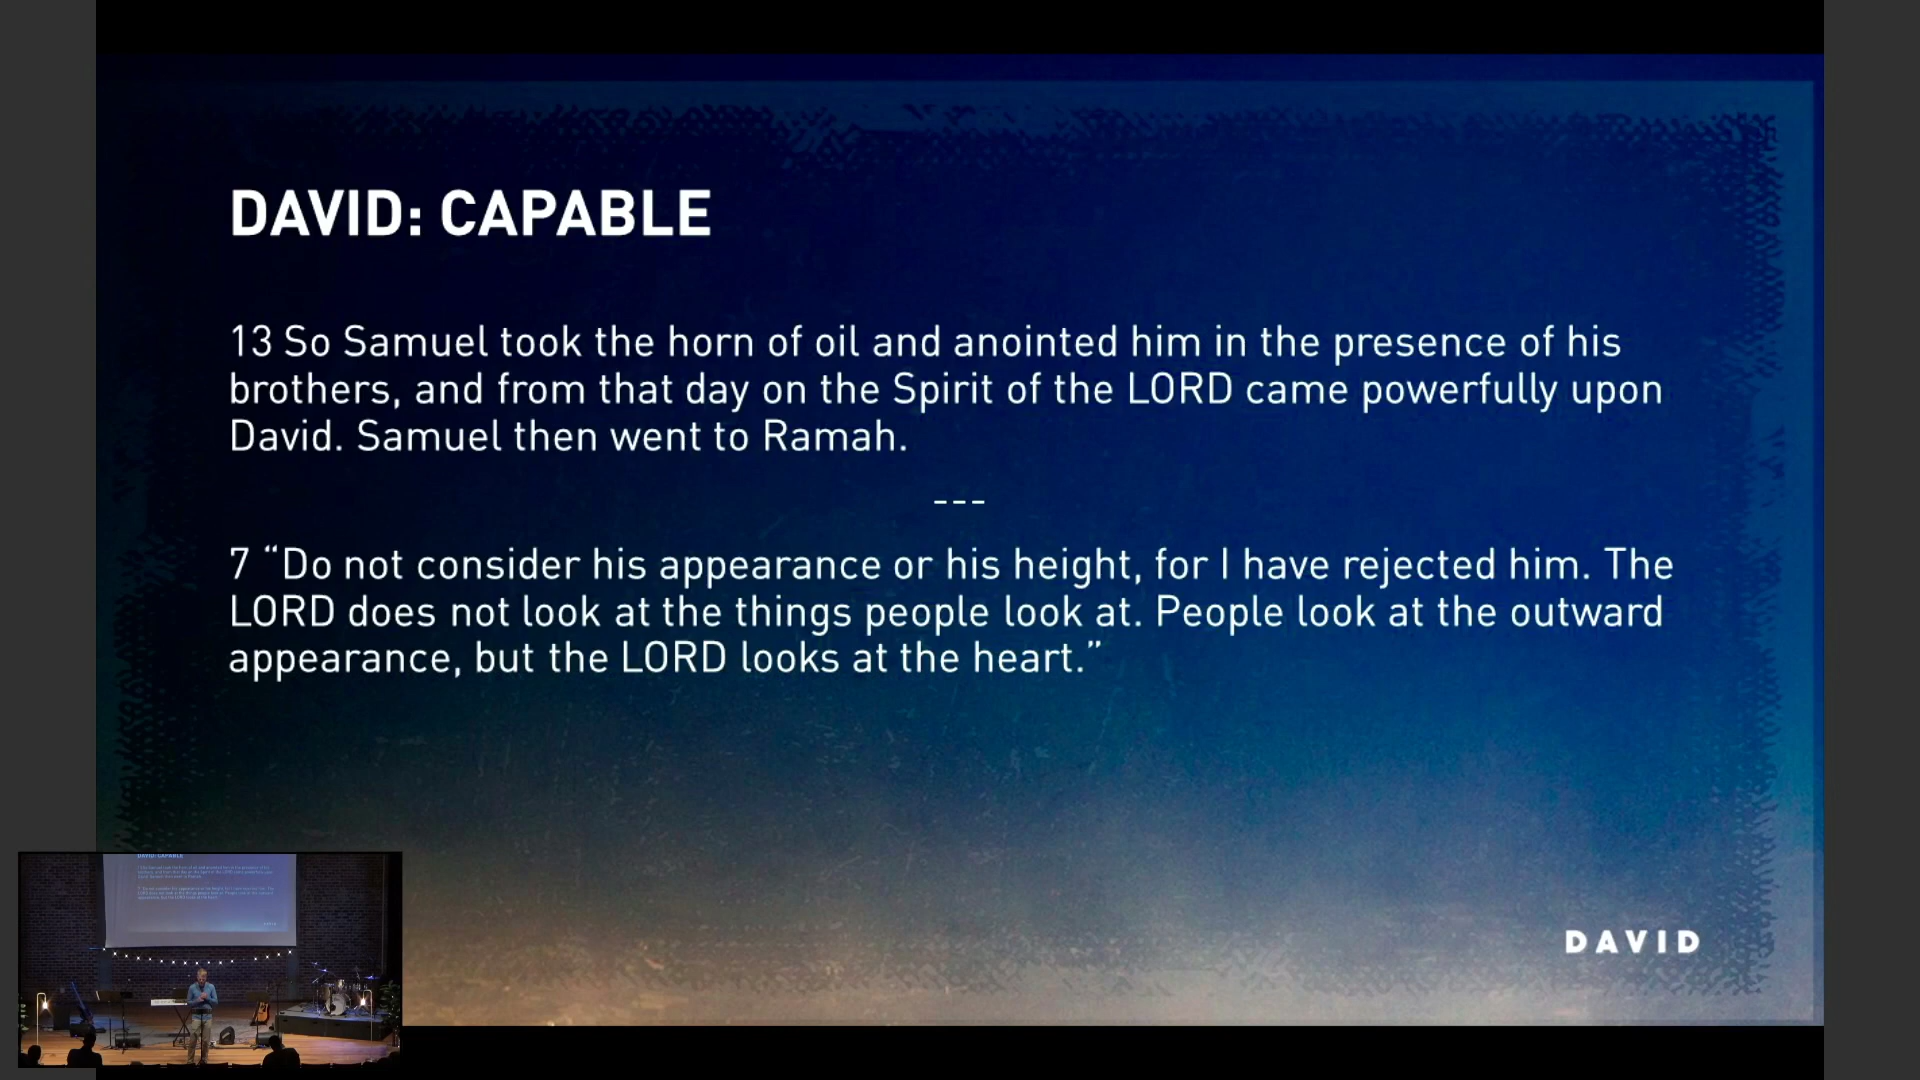 DAVID: CAPABLE
13 So Samuel took the horn of oil and anointed him in the presence of his
brothers, and from that day on the Spirit of the LORD came powerfully upon
David. Samuel then went to Ramah.
---
7 “Do not consider his appearance or his height, for I have rejected him. The
LORD does not look at the things people look at. People look at the outward
appearance, but the LORD looks at the heart.”
DAVID
DAVID: CAPABLE